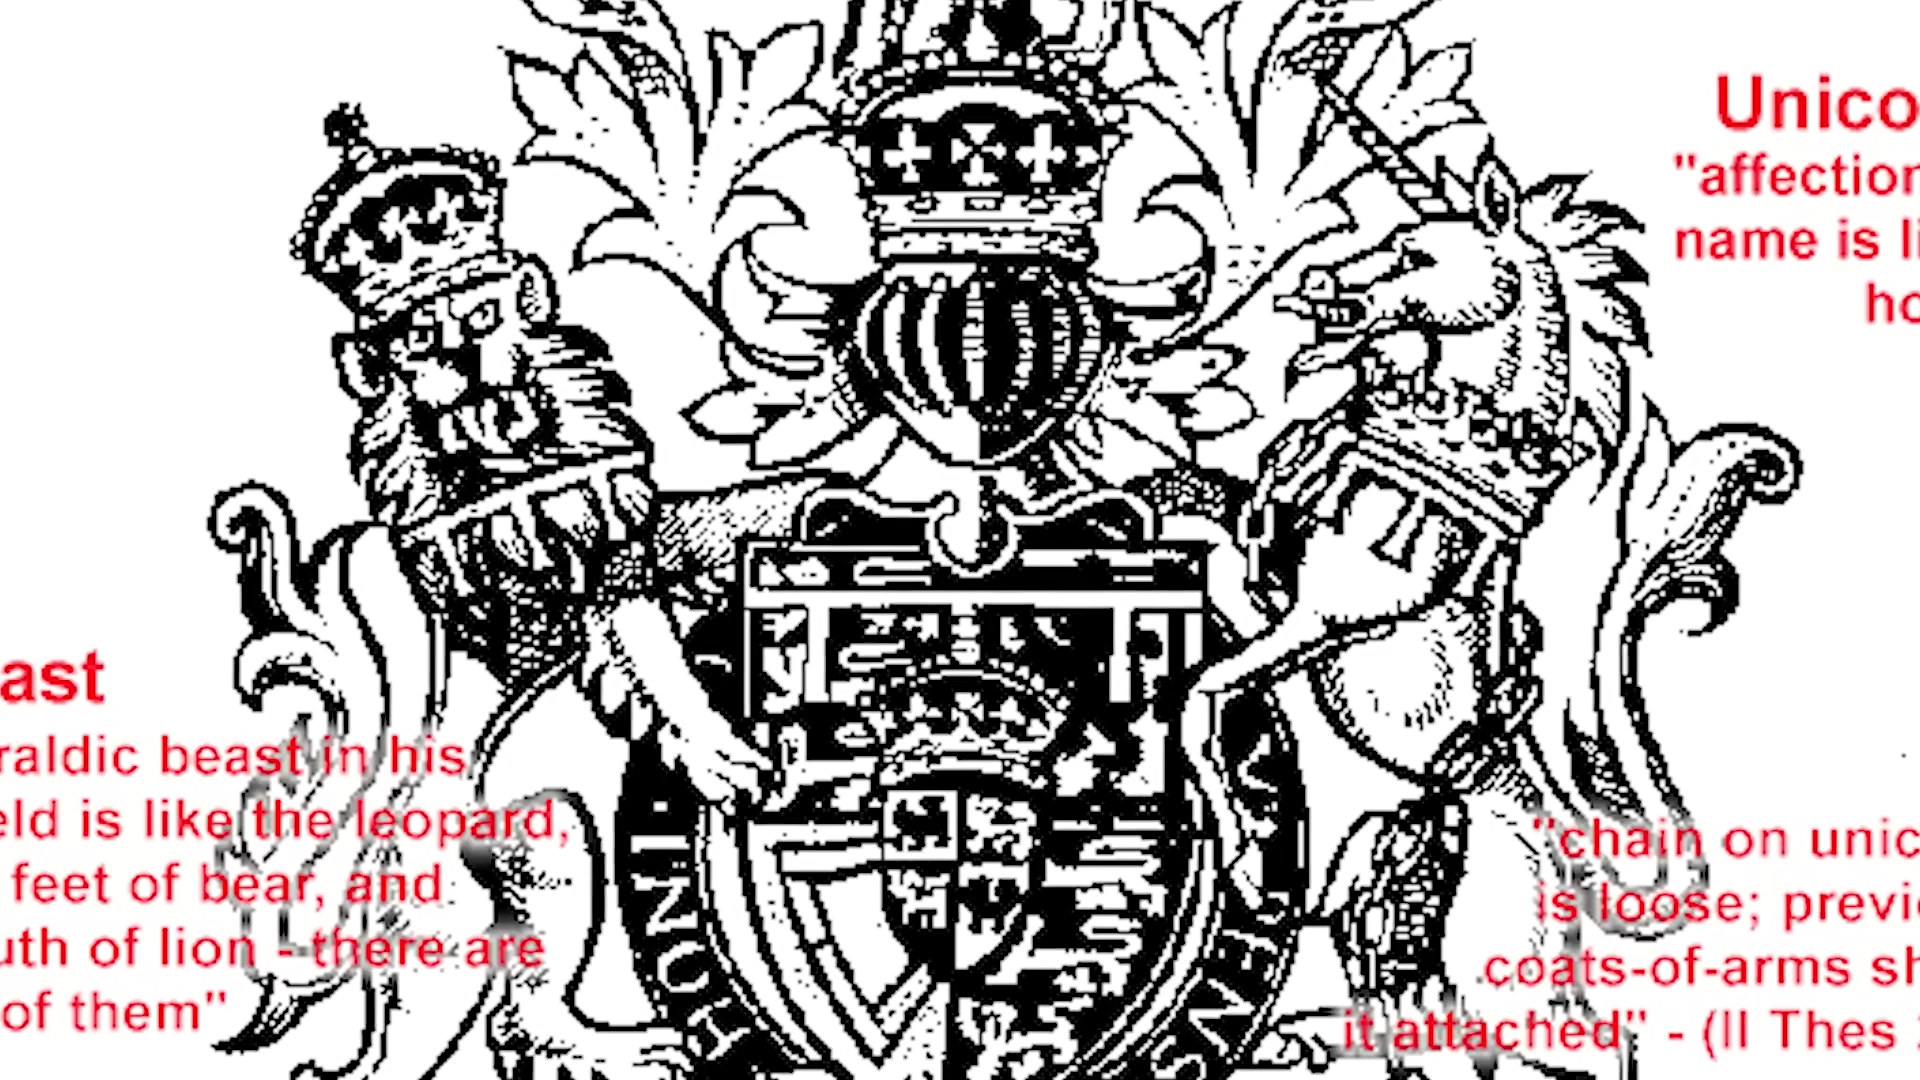 Unico
"affection
name is li
ho
ast
raldic beast in his
eld is like the leopard,
feet of bear, and
uth of lion - there are
of them"
"chain on unic
is loose; previ
coats-of-arms sh
it attached" - (II Thes